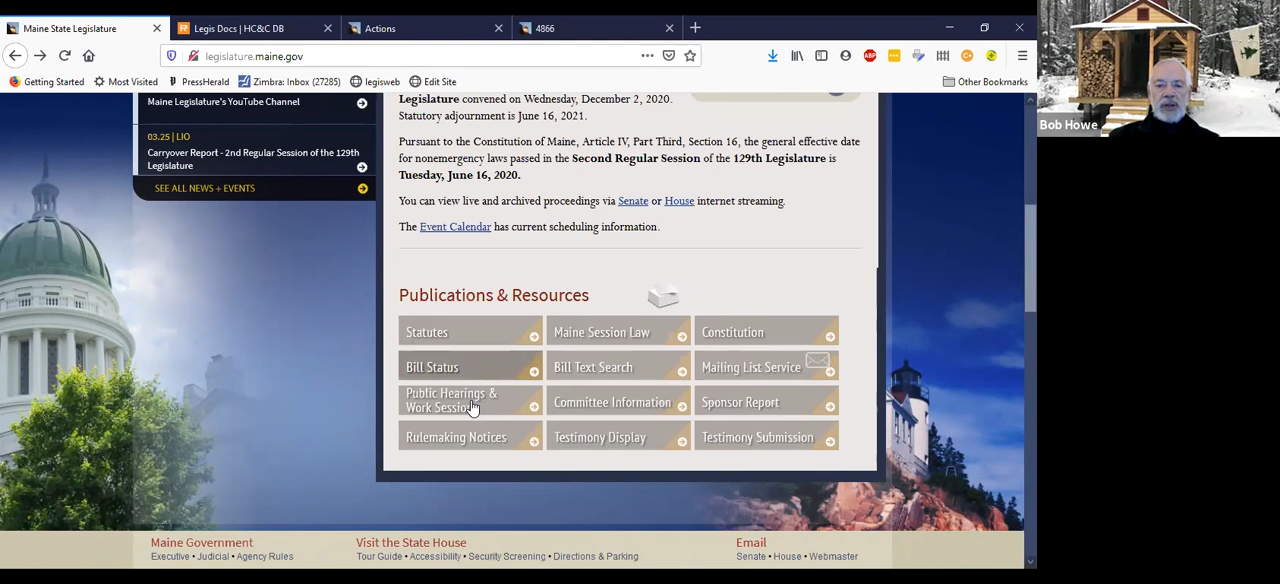 Maine State Legislature
Legis Docs | HC&C DB
Actions
4866
legislature.maine.gov
Getting Started
Most Visited
PressHerald
Zimbra: Inbox (27285)
legisweb
Edit Site
Other Bookmarks
Bob Howe
Maine Legislature's YouTube Channel
03.25 | LIO
Carryover Report - 2nd Regular Session of the 129th
Legislature
SEE ALL NEWS + EVENTS
Legislature convened on Wednesday, December 2, 2020.
Statutory adjournment is June 16, 2021.
Pursuant to the Constitution of Maine, Article IV, Part Third, Section 16, the general effective date
for nonemergency laws passed in the Second Regular Session of the 129th Legislature is
Tuesday, June 16, 2020.
You can view live and archived proceedings via Senate or House internet streaming.
The Event Calendar has current scheduling information.
Publications & Resources
Statutes
Maine Session Law
Constitution
Bill Status
Bill Text Search
Mailing List Service
Public Hearings &
Work Session
Committee Information
Sponsor Report
Rulemaking Notices
Testimony Display
Testimony Submission
Maine Government
Executive • Judicial • Agency Rules
Visit the State House
Tour Guide • Accessibility • Security Screening • Directions & Parking
Email
Senate • House • Webmaster
ABP